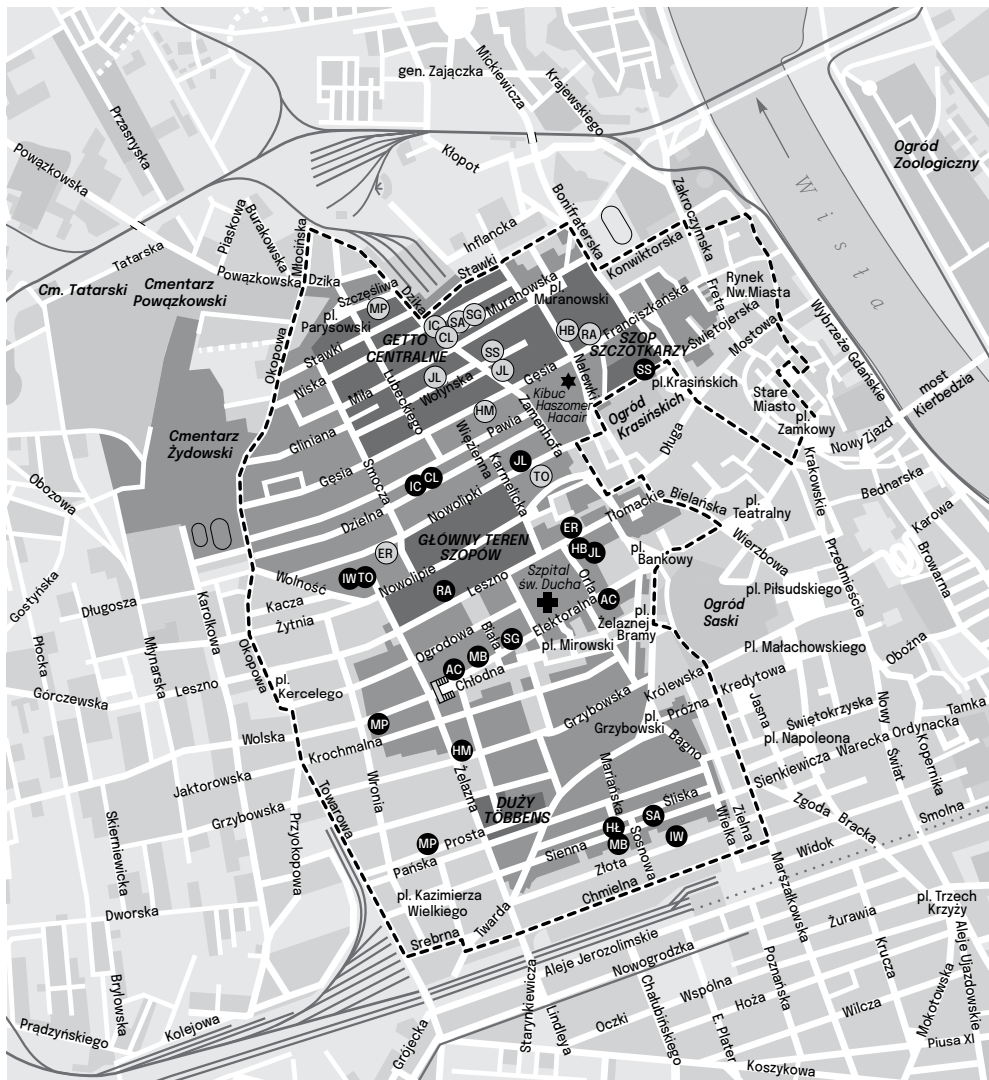 gen. Zajączka
Mickiewicza
Krajewskiego
Przasnyska
Powązkowska
Kłopot
Ogród
Zoologiczny
Wisła
Piaskowa
Burakowska
Młocińska
Tatarska
Powązkowska
Dzika
Inflancka
Bonifraterska
Zakroczymska
Konwiktorska
Stawki
Cm. Tatarski
Cmentarz
Powązkowski
Szczęśliwa
Dzika
MP
pl.
Parysowski
Muranowska
pl.
Muranowski
Franciszkańska
Freta
Rynek
Nw.Miasta
Wybrzeże Gdańskie
IC
SA
SG
CL
GETTO
CENTRALNE
HB
RA
SZOP
SZCZOTKARZY
Świętojerska
Mostowa
Okopowa
Stawki
Niska
Miła
Lubeckiego
Wołyńska
JL
SS
JL
Gęsia
Nalewki
SS
pl.Krasińskich
Kibuc
Haszomer
Hacair
Ogród
Krasińskich
Stare
Miasto
pl.
Zamkowy
most
Kierbedzia
Nowy Zjazd
HM
Pawia
Zamenhofa
Długa
Cmentarz
Żydowski
Gliniana
Gęsia
Smocza
Więzienna
Karmelicka
JL
TO
IC
CL
Dzielna
Nowolipki
Tłomackie
Bielańska
pl.
Teatralny
Krakowskie
Przedmieście
Bednarska
Karowa
Browarna
Obozowa
GŁÓWNY TEREN
SZOPÓW
ER
ER
HB
JL
pl.
Bankowy
Wierzbowa
Gostyńska
Wolność
IW
TO
Nowolipie
RA
Leszno
Szpital
św. Ducha
Orla
AC
Elektoralna
pl.
Żelaznej
Bramy
Ogród
Saski
pl. Piłsudskiego
Długosza
Kacza
Żytnia
Karolkowa
Młynarska
Płocka
Okopowa
Ogrodowa
Biała
SG
MB
AC
Chłodna
pl. Mirowski
Pl. Małachowskiego
Oboźna
Górczewska
Leszno
pl.
Kercelego
Królewska
Kredytowa
Grzybowska
pl.
Grzybowski
Próżna
Bagno
Jasna
Świętokrzyska
pl. Napoleona
Nowy
Świat
Tamka
Ordynacka
Kopernika
Warecka
Sienkiewicza
MP
Wolska
Krochmalna
HM
Żelazna
Jaktorowska
Grzybowska
Towarowa
Wronia
DUŻY
TÖBBENS
Mariańska
Śliska
SA
HŁ
MB
IW
Sosnowa
Wielka
Zielna
Zgoda
Bracka
Smolna
Widok
Skierniewicka
Przyokopowa
MP
Prosta
Pańska
Sienna
Złota
Chmielna
pl. Kazimierza
Wielkiego
Twarda
Srebrna
Marszałkowska
pl. Trzech
Krzyży
Żurawia
Dworska
Aleje Jerozolimskie
Nowogrodzka
Poznańska
Krucza
Aleje Ujazdowskie
Mokotowska
Brylowska
Starynkiewicza
Chałubińskiego
Wspólna
Hoża
Wilcza
Prądzyńskiego
Kolejowa
Grójecka
Lindleya
Oczki
E. Plater
Piusa XI
Koszykowa